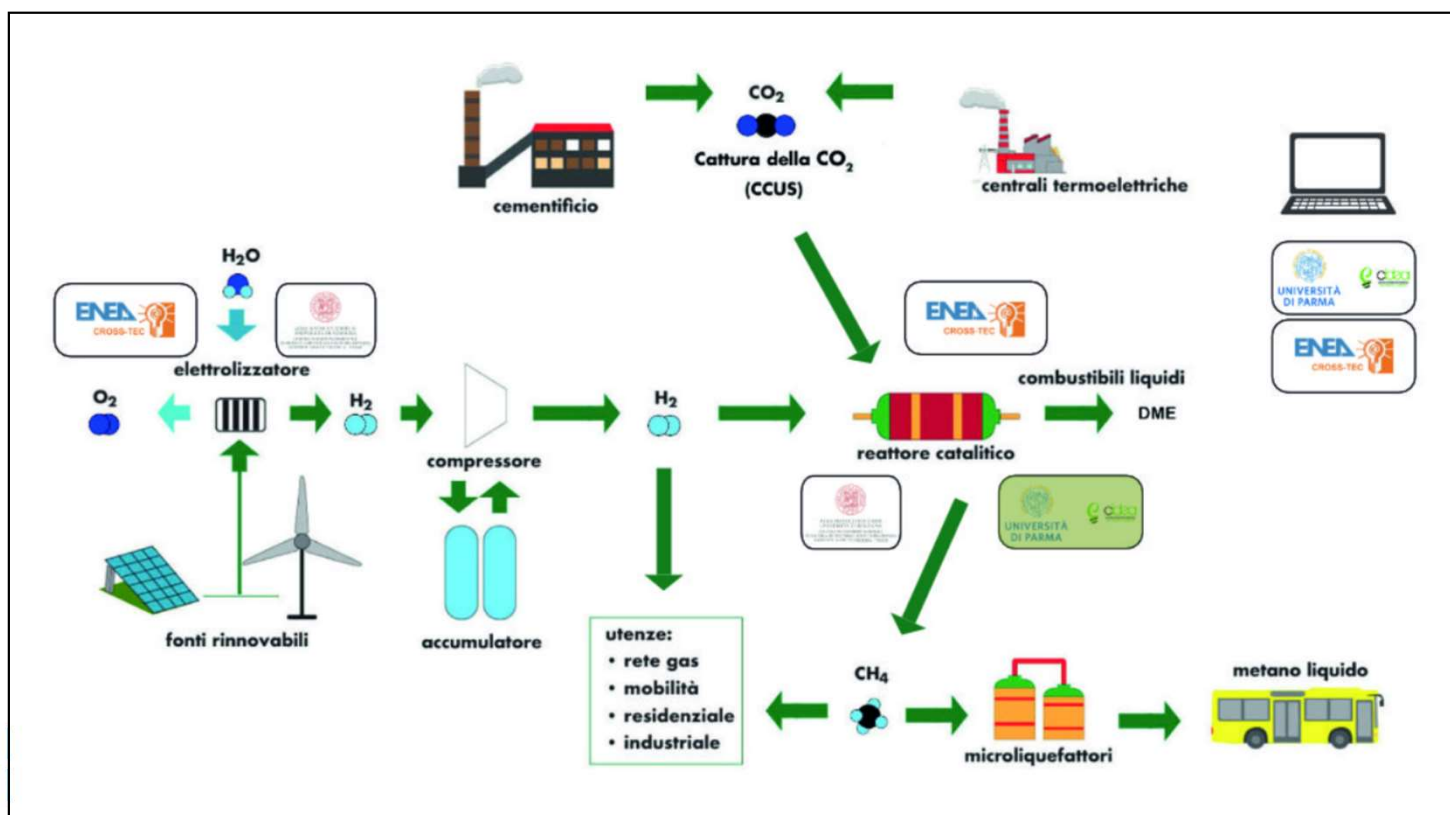 CO2
Cattura della CO2
(CCUS)
cementificio
centrali termoelettriche
H2O
ENEA
CROSS-TEC
elettrolizzatore
O2
H2
compressore
H2
ENEA
CROSS-TEC
UNIVERSITÀ
DI PARMA
cidea
ENEA
CROSS-TEC
combustibili liquidi
DME
reattore catalitico
UNIVERSITÀ
DI PARMA
cidea
fonti rinnovabili
accumulatore
utenze:
• rete gas
• mobilità
• residenziale
• industriale
CH4
microliquefattori
metano liquido